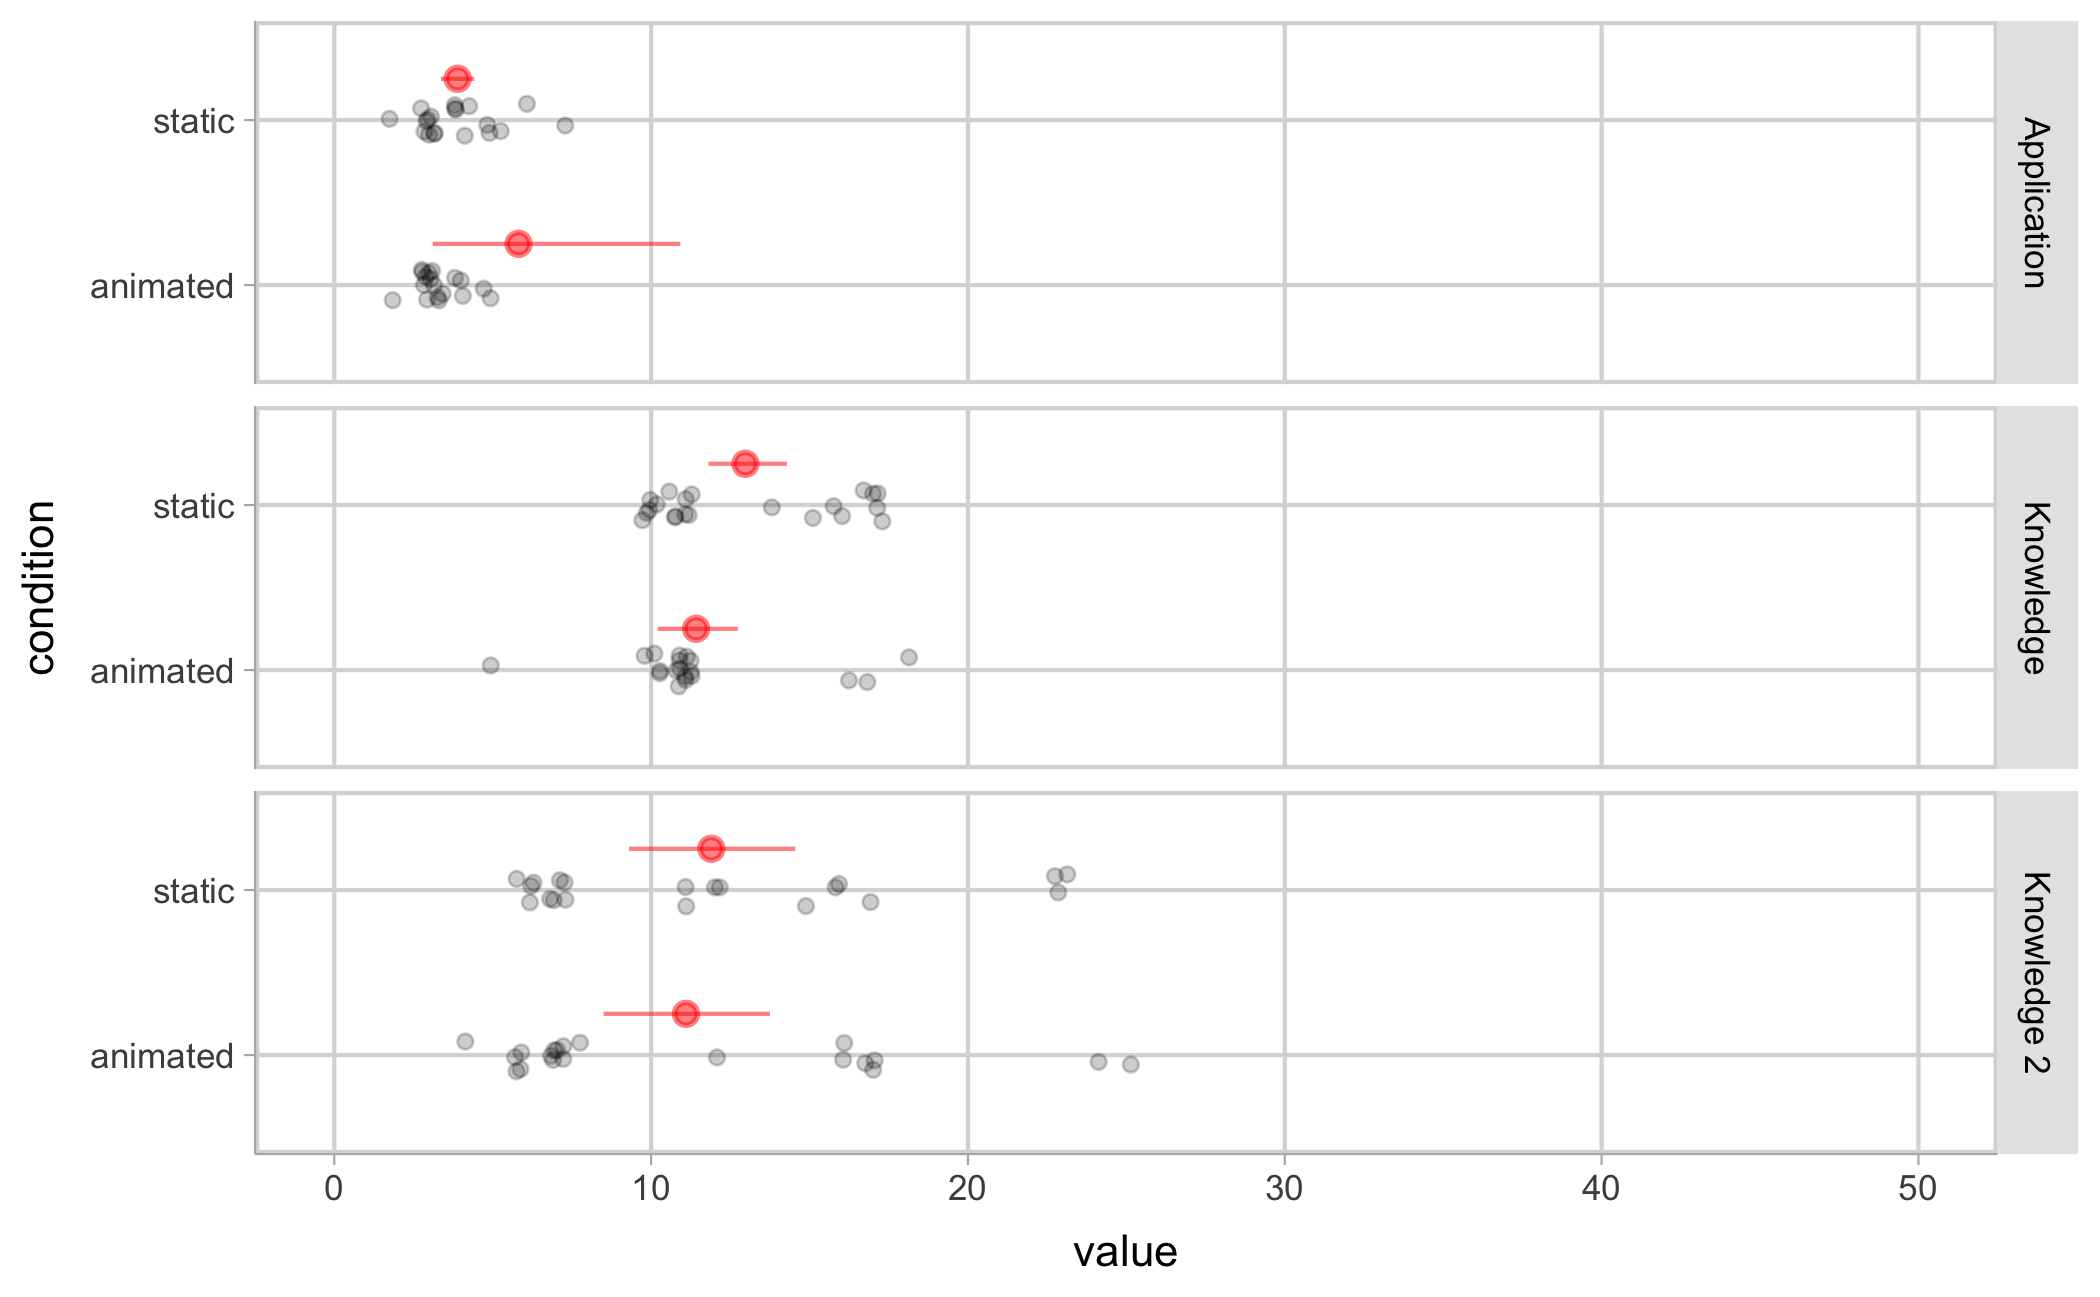 static
animated
Application
static
animated
Knowledge
static
animated
Knowledge 2
condition
0 10 20 30 40 50
value